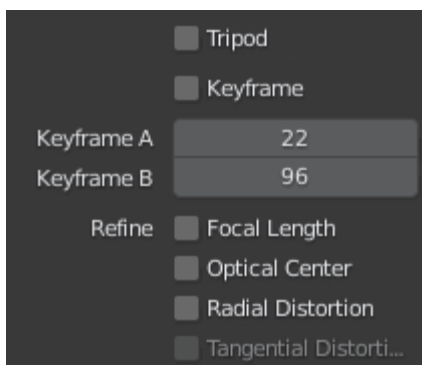 Tripod
Keyframe
Keyframe A 22
Keyframe B 96
Refine Focal Length
Optical Center
Radial Distortion
Tangential Distorti...